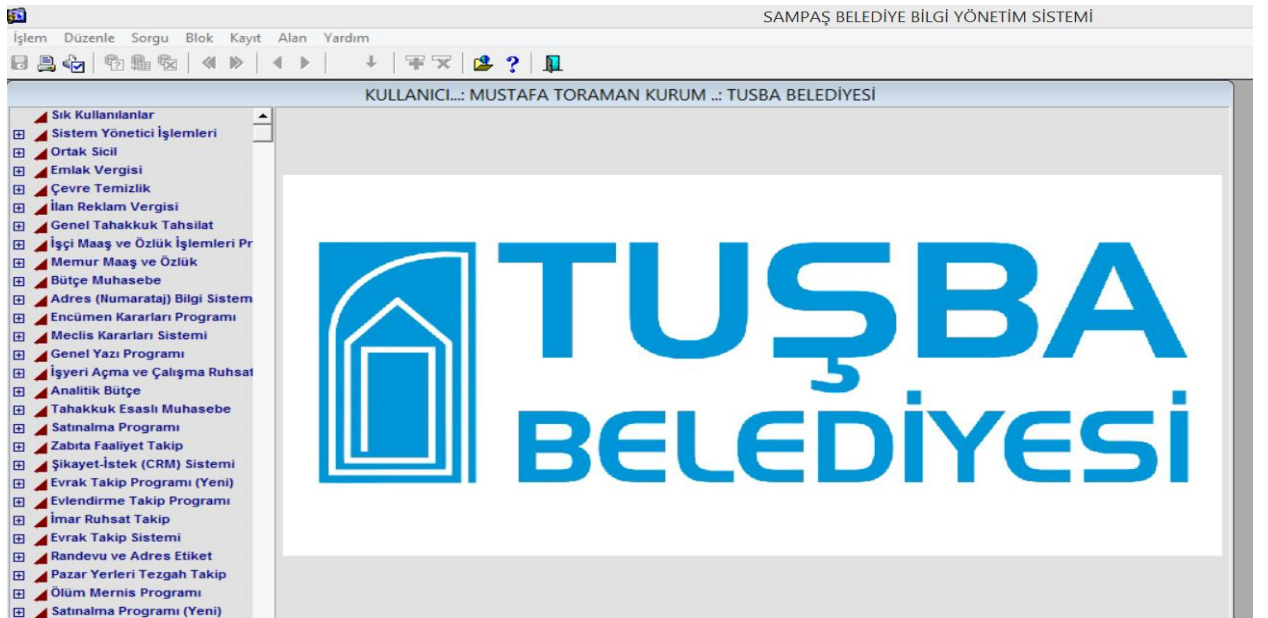 SAMPAŞ BELEDİYE BİLGİ YÖNETİM SİSTEMİ
İşlem Düzenle Sorgu Blok Kayıt Alan Yardım
KULLANICI...: MUSTAFA TORAMAN KURUM ..: TUSBA BELEDİYESİ
Sık Kullanılanlar
Sistem Yönetici İşlemleri
Ortak Sicil
Emlak Vergisi
Çevre Temizlik
İlan Reklam Vergisi
Genel Tahakkuk Tahsilat
İşçi Maaş ve Özlük İşlemleri Pr
Memur Maaş ve Özlük
Bütçe Muhasebe
Adres (Numarataj) Bilgi Sistem
Encümen Kararları Programı
Meclis Kararları Sistemi
Genel Yazı Programı
İşyeri Açma ve Çalışma Ruhsat
Analitik Bütçe
Tahakkuk Esaslı Muhasebe
Satınalma Programı
Zabıta Faaliyet Takip
Şikayet-İstek (CRM) Sistemi
Evrak Takip Programı (Yeni)
Evlendirme Takip Programı
İmar Ruhsat Takip
Evrak Takip Sistemi
Randevu ve Adres Etiket
Pazar Yerleri Tezgah Takip
Ölüm Mernis Programı
Satınalma Programı (Yeni)
TUŞBA
BELEDİYESİ